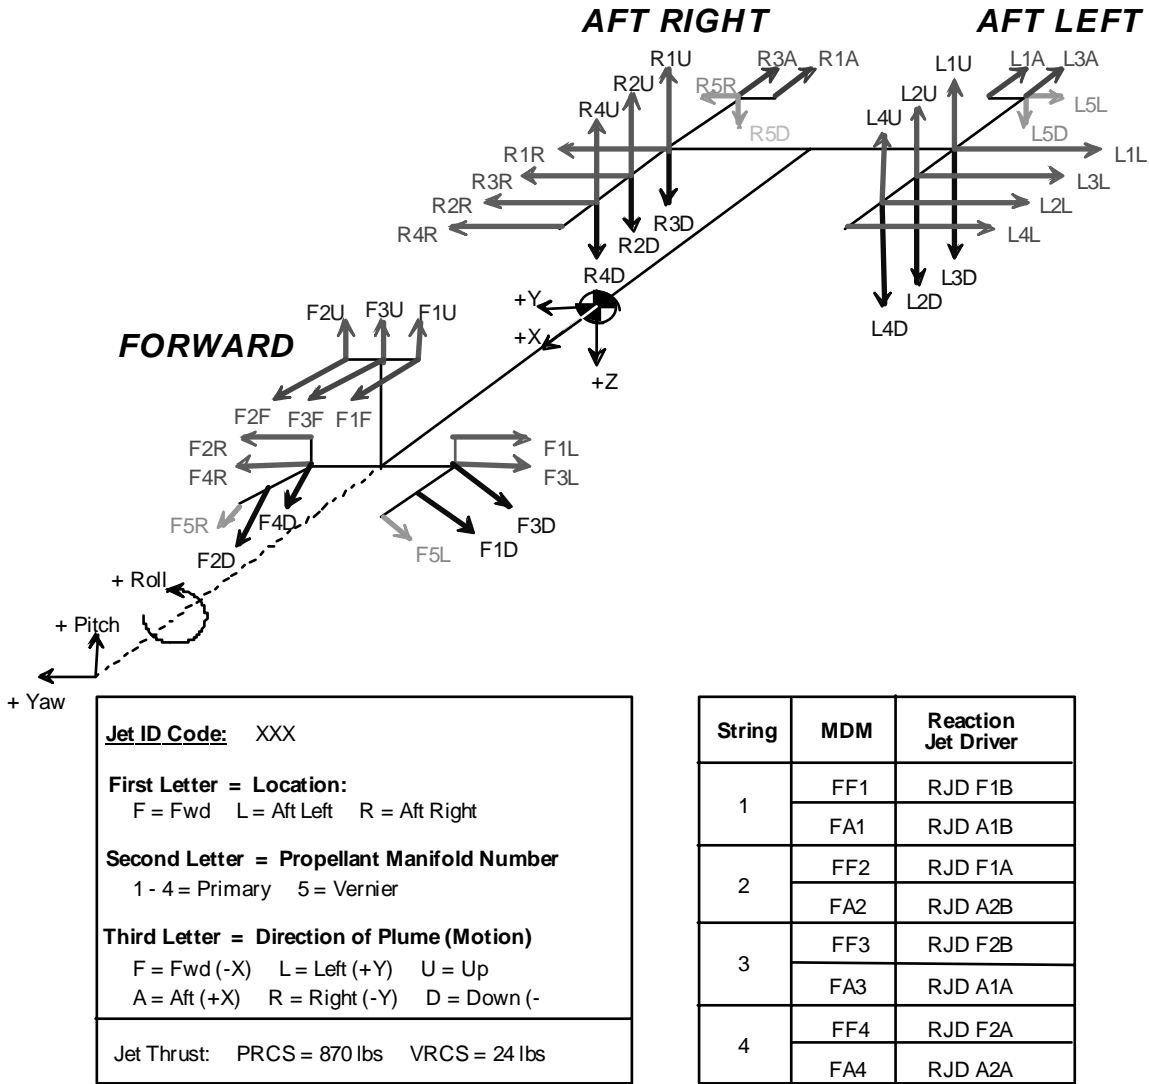 AFT RIGHT
AFT LEFT
R1U
R3A
R1A
L1U
L1A
L3A
R2U
R5R
L2U
L5L
R4U
R5D
L4U
L5D
R1R
L1L
R3R
L3L
R2R
L2L
R4R
R3D
L4L
R2D
L3D
R4D
L2D
L4D
+Y
+X
+Z
F2U
F3U
F1U
FORWARD
F2F
F3F
F1F
F2R
F1L
F4R
F3L
F5R
F4D
F3D
F2D
F5L
F1D
+ Roll
+ Pitch
+ Yaw
Jet ID Code: XXX
First Letter = Location:
F = Fwd L = Aft Left R = Aft Right
Second Letter = Propellant Manifold Number
1 - 4 = Primary 5 = Vernier
Third Letter = Direction of Plume (Motion)
F = Fwd (-X) L = Left (+Y) U = Up
A = Aft (+X) R = Right (-Y) D = Down (-
Jet Thrust: PRCS = 870 lbs VRCS = 24 lbs
String MDM Reaction
Jet Driver
1 FF1 RJD F1B
FA1 RJD A1B
2 FF2 RJD F1A
FA2 RJD A2B
3 FF3 RJD F2B
FA3 RJD A1A
4 FF4 RJD F2A
FA4 RJD A2A